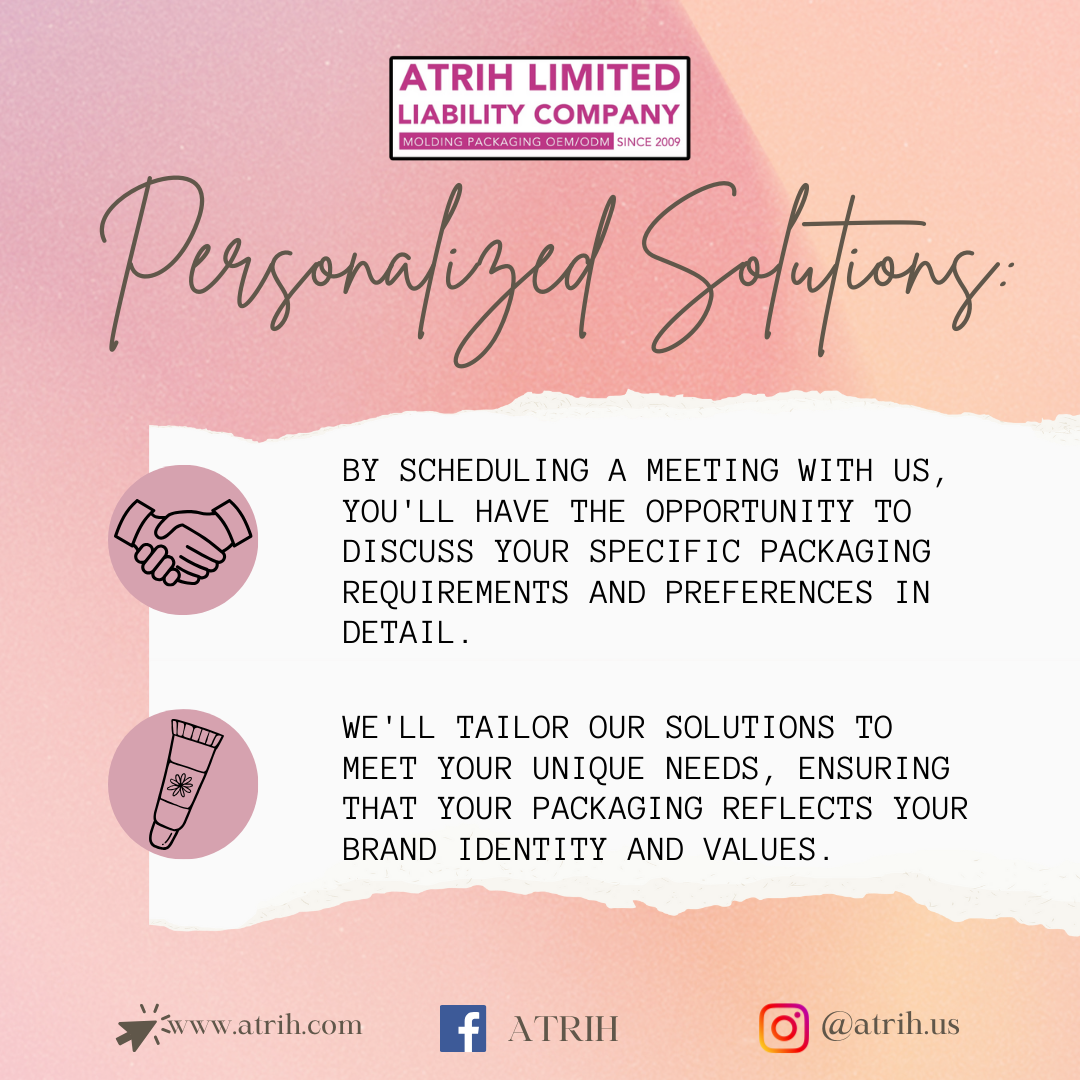 ATRIH LIMITED
LIABILITY COMPANY
MOLDING PACKAGING OEM/ODM SINCE 2009
Personalized Solutions:
BY SCHEDULING A MEETING WITH US,
YOU'LL HAVE THE OPPORTUNITY TO
DISCUSS YOUR SPECIFIC PACKAGING
REQUIREMENTS AND PREFERENCES IN
DETAIL.
WE'LL TAILOR OUR SOLUTIONS TO
MEET YOUR UNIQUE NEEDS, ENSURING
THAT YOUR PACKAGING REFLECTS YOUR
BRAND IDENTITY AND VALUES.
www.atrih.com
ATRIH
@atrih.us